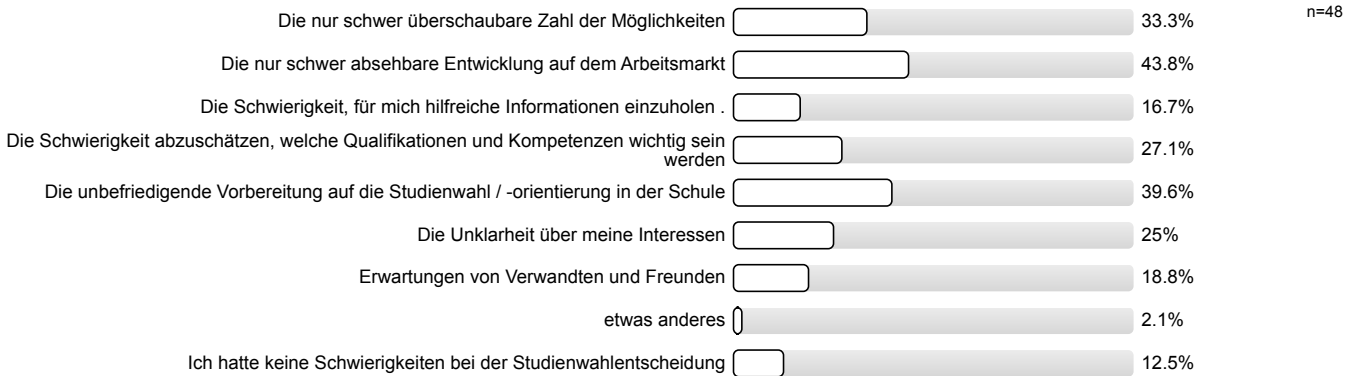 Die nur schwer überschaubare Zahl der Möglichkeiten 33.3% n=48
Die nur schwer absehbare Entwicklung auf dem Arbeitsmarkt 43.8%
Die Schwierigkeit, für mich hilfreiche Informationen einzuholen . 16.7%
Die Schwierigkeit abzuschätzen, welche Qualifikationen und Kompetenzen wichtig sein
werden 27.1%
Die unbefriedigende Vorbereitung auf die Studienwahl / -orientierung in der Schule 39.6%
Die Unklarheit über meine Interessen 25%
Erwartungen von Verwandten und Freunden 18.8%
etwas anderes 2.1%
Ich hatte keine Schwierigkeiten bei der Studienwahlentscheidung 12.5%